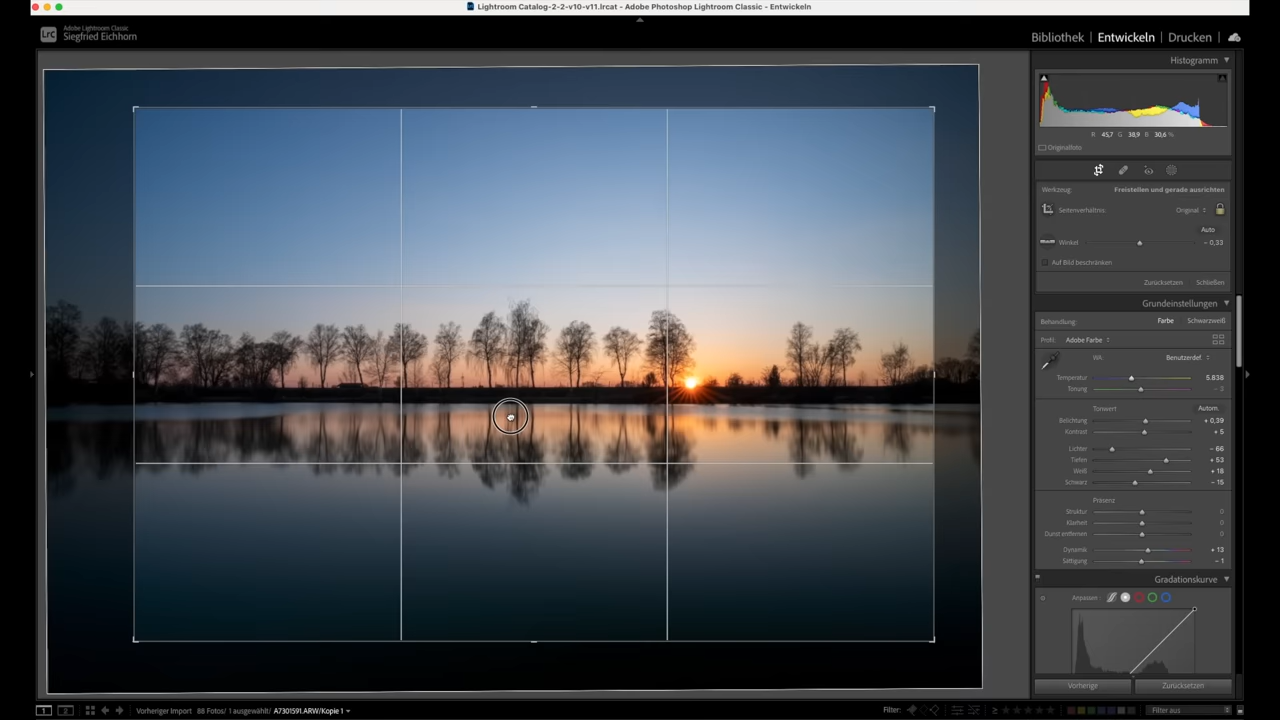 Lightroom Catalog-2-2-v10-v11.lrcat - Adobe Photoshop Lightroom Classic - Entwickeln
LrC
Adobe Lightroom Classic
Siegfried Eichhorn
Bibliothek | Entwickeln | Drucken
Histogramm
R 45,7 G 38,9 B 30,6 %
Originalfoto
Werkzeug: Freistellen und gerade ausrichten
Seitenverhältnis: Original
Auto
Winkel - 0,33
Auf Bild beschränken
Zurücksetzen Schließen
Grundeinstellungen
Behandlung: Farbe Schwarzweiß
Profil: Adobe Farbe
WA: Benutzerdef
Temperatur 5.838
Tonung - 3
Tonwert Autom.
Belichtung + 0,39
Kontrast + 5
Lichter - 66
Tiefen + 53
Weiß + 18
Schwarz - 15
Präsenz
Struktur 0
Klarheit 0
Dunst entfernen 0
Dynamik + 13
Sättigung - 1
Gradationskurve
Anpassen:
Vorherige Zurücksetzen
1 2 Vorheriger Import 88 Fotos/ 1 ausgewählt/ A7301591.ARW/Kopie 1 Filter: Filter aus